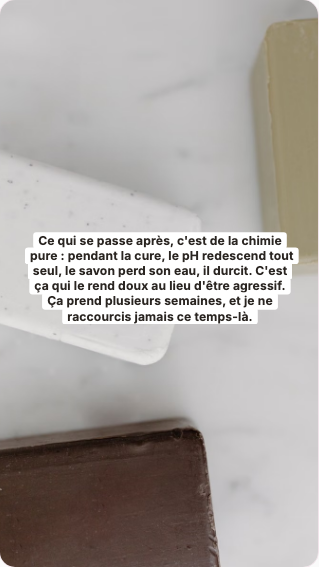 Ce qui se passe après, c'est de la chimie
pure : pendant la cure, le pH redescend tout
seul, le savon perd son eau, il durcit. C'est
ça qui le rend doux au lieu d'être agressif.
Ça prend plusieurs semaines, et je ne
raccourcis jamais ce temps-là.